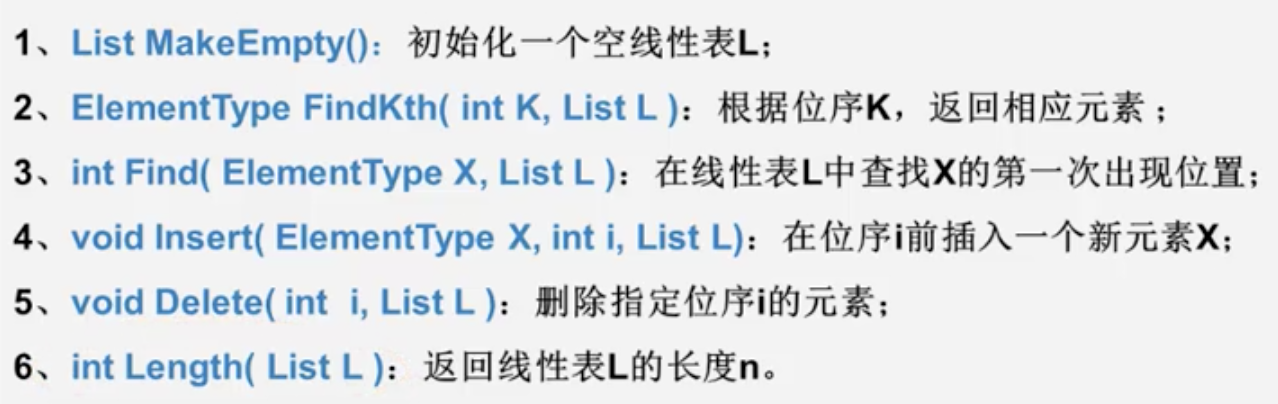 1、List MakeEmpty()：初始化一个空线性表L；
2、ElementType FindKth( int K, List L )：根据位序K，返回相应元素；
3、int Find( ElementType X, List L )：在线性表L中查找X的第一次出现位置；
4、void Insert( ElementType X, int i, List L)：在位序i前插入一个新元素X；
5、void Delete( int i, List L )：删除指定位序i的元素；
6、int Length( List L )：返回线性表L的长度n。